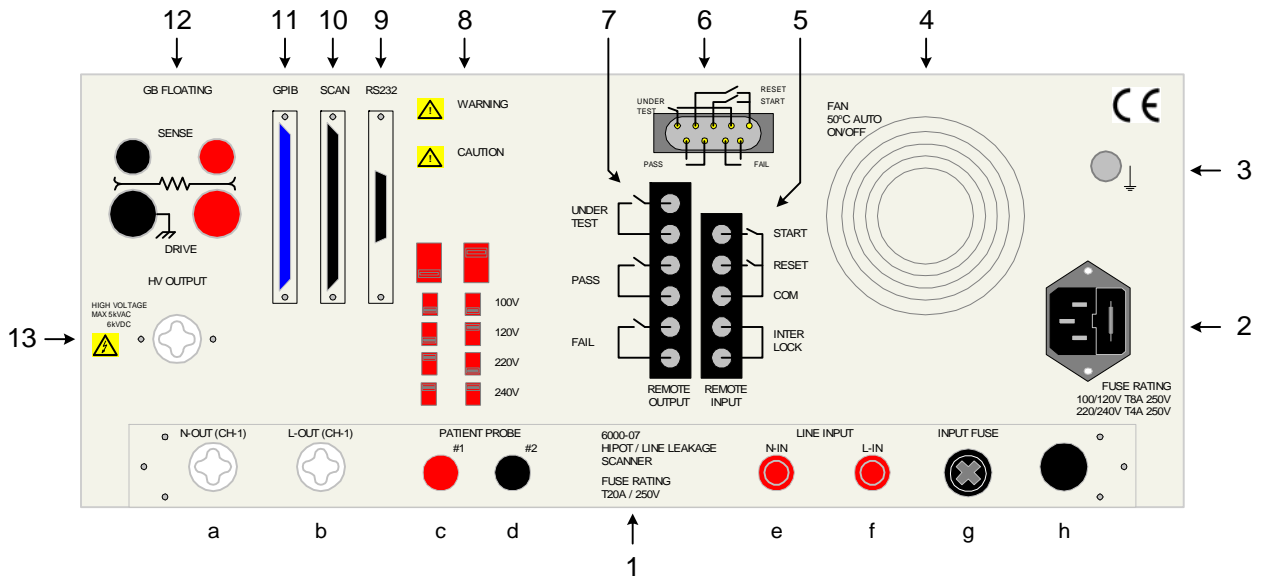 12
11
10
9
8
7
6
5
4
GB FLOATING
GPIB
SCAN
RS232
WARNING
CAUTION
SENSE
DRIVE
HV OUTPUT
HIGH VOLTAGE
MAX 5kVAC
6kVDC
13
100V
120V
220V
240V
RESET
START
UNDER
TEST
PASS
FAIL
UNDER
TEST
PASS
FAIL
REMOTE
OUTPUT
START
RESET
COM
INTER
LOCK
REMOTE
INPUT
FAN
50°C AUTO
ON/OFF
CE
3
2
FUSE RATING
100/120V T8A 250V
220/240V T4A 250V
N-OUT (CH-1)
L-OUT (CH-1)
PATIENT PROBE
#1
#2
6000-07
HIPOT / LINE LEAKAGE
SCANNER
FUSE RATING
T20A / 250V
LINE INPUT
N-IN
L-IN
INPUT FUSE
a
b
c
d
e
f
g
h
1